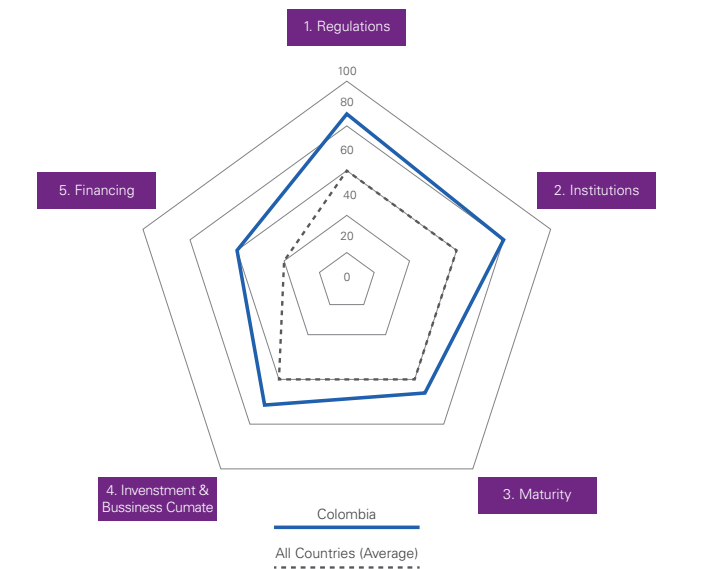 1. Regulations
100
80
60
40
20
0
5. Financing
2. Institutions
4. Invenstment &
Bussiness Cumate
3. Maturity
Colombia
All Countries (Average)